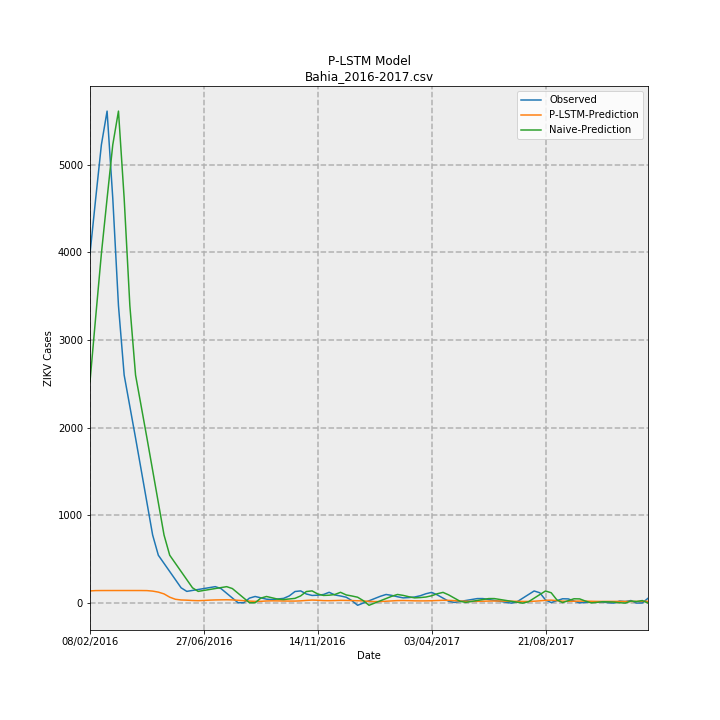 P-LSTM Model
Bahia_2016-2017.csv
Observed
P-LSTM-Prediction
Naive-Prediction
ZIKV Cases
5000
4000
3000
2000
1000
0
08/02/2016
27/06/2016
14/11/2016
03/04/2017
21/08/2017
Date